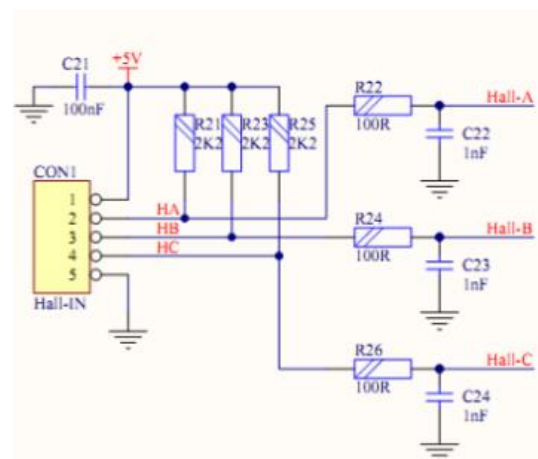 C21
+5V
100nF
R21
2K2
R23
2K2
R25
2K2
R22
100R
Hall-A
C22
1nF
CON1
1
2
3
4
5
Hall-IN
HA
HB
HC
R24
100R
Hall-B
C23
1nF
R26
100R
Hall-C
C24
1nF